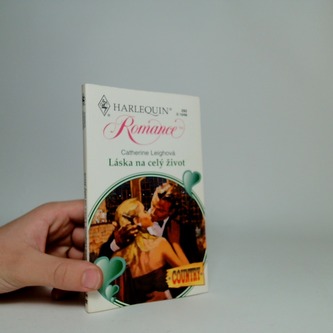 HARLEQUIN®
Romance
Catherine Leighová
Láska na celý život
COUNTRY